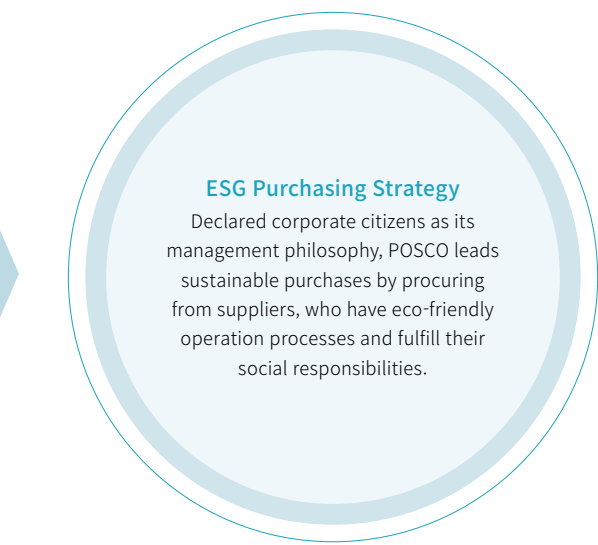 ESG Purchasing Strategy
Declared corporate citizens as its
management philosophy, POSCO leads
sustainable purchases by procuring
from suppliers, who have eco-friendly
operation processes and fulfill their
social responsibilities.